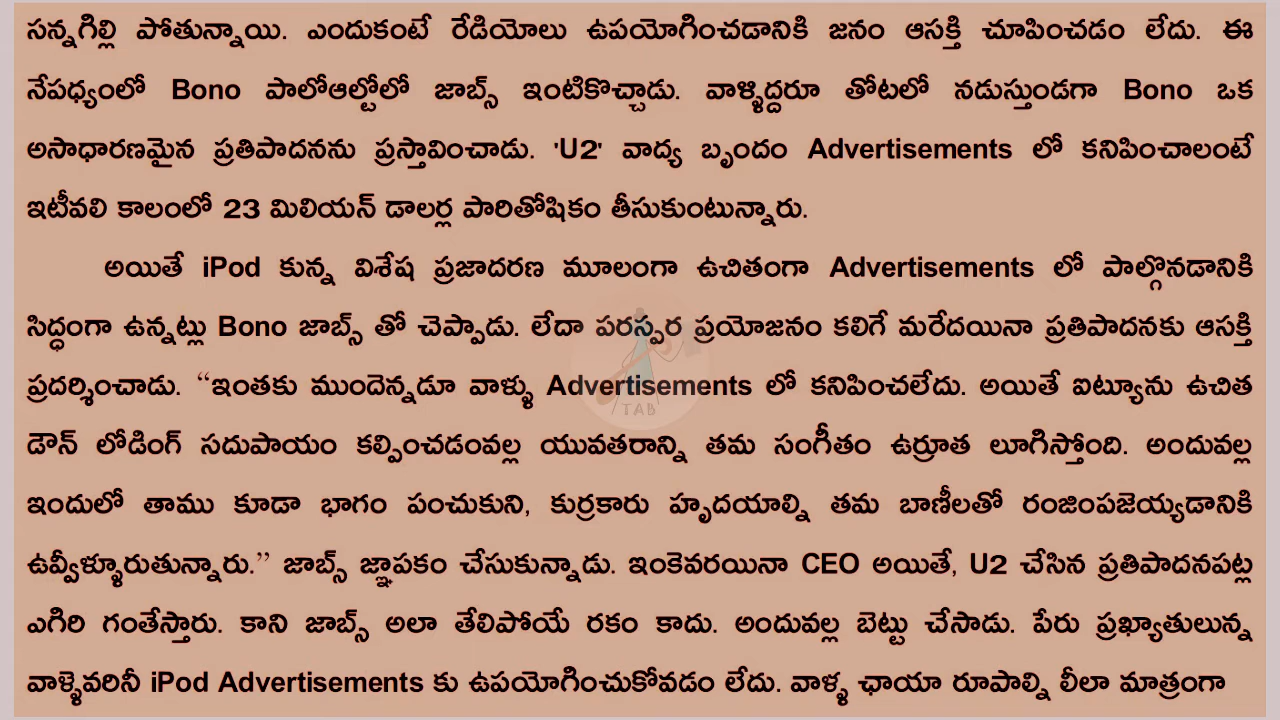 సన్నగిల్లి పోతున్నాయి. ఎందుకంటే రేడియోలు ఉపయోగించడానికి జనం ఆసక్తి చూపించడం లేదు. ఈ
నేపధ్యంలో Bono పాలోఆల్టోలో జాబ్స్ ఇంటికొచ్చాడు. వాళ్ళిద్దరూ తోటలో నడుస్తుండగా Bono ఒక
అసాధారణమైన ప్రతిపాదనను ప్రస్తావించాడు. 'U2' వాద్య బృందం Advertisements లో కనిపించాలంటే
ఇటీవలి కాలంలో 23 మిలియన్ డాలర్ల పారితోషికం తీసుకుంటున్నారు.
అయితే iPod కున్న విశేష ప్రజాదరణ మూలంగా ఉచితంగా Advertisements లో పాల్గొనడానికి
సిద్ధంగా ఉన్నట్లు Bono జాబ్స్ తో చెప్పాడు. లేదా పరస్పర ప్రయోజనం కలిగే మరేదయినా ప్రతిపాదనకు ఆసక్తి
ప్రదర్శించాడు. “ఇంతకు ముందెన్నడూ వాళ్ళు Advertisements లో కనిపించలేదు. అయితే ఐట్యూను ఉచిత
డౌన్ లోడింగ్ సదుపాయం కల్పించడంవల్ల యువతరాన్ని తమ సంగీతం ఉర్రూత లూగిస్తోంది. అందువల్ల
ఇందులో తాము కూడా భాగం పంచుకుని, కుర్రకారు హృదయాల్ని తమ బాణీలతో రంజింపజెయ్యడానికి
ఉవ్వీళ్ళూరుతున్నారు.” జాబ్స్ జ్ఞాపకం చేసుకున్నాడు. ఇంకెవరయినా CEO అయితే, U2 చేసిన ప్రతిపాదనపట్ల
ఎగిరి గంతేస్తారు. కాని జాబ్స్ అలా తేలిపోయే రకం కాదు. అందువల్ల బెట్టు చేసాడు. పేరు ప్రఖ్యాతులున్న
వాళ్ళెవరినీ iPod Advertisements కు ఉపయోగించుకోవడం లేదు. వాళ్ళ ఛాయా రూపాల్ని లీలా మాత్రంగా
TAB